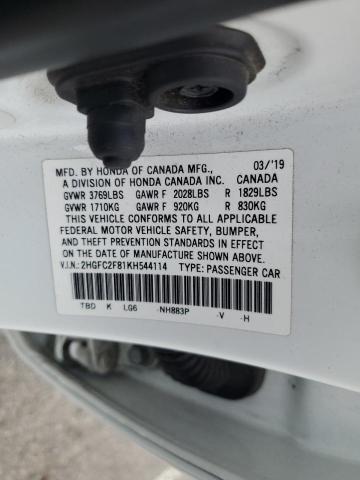 MFD. BY HONDA OF CANADA MFG., 03/'19
A DIVISION OF HONDA CANADA INC. CANADA
GVWR 3769LBS GAWR F 2028LBS R 1829LBS
GVWR 1710KG GAWR F 920KG R 830KG
THIS VEHICLE CONFORMS TO ALL APPLICABLE
FEDERAL MOTOR VEHICLE SAFETY, BUMPER,
AND THEFT PREVENTION STANDARDS IN EFFECT
ON THE DATE OF MANUFACTURE SHOWN ABOVE.
V.I.N.: 2HGFC2F81KH544114 TYPE: PASSENGER CAR
TBD K LG6 -NH883P -V -H